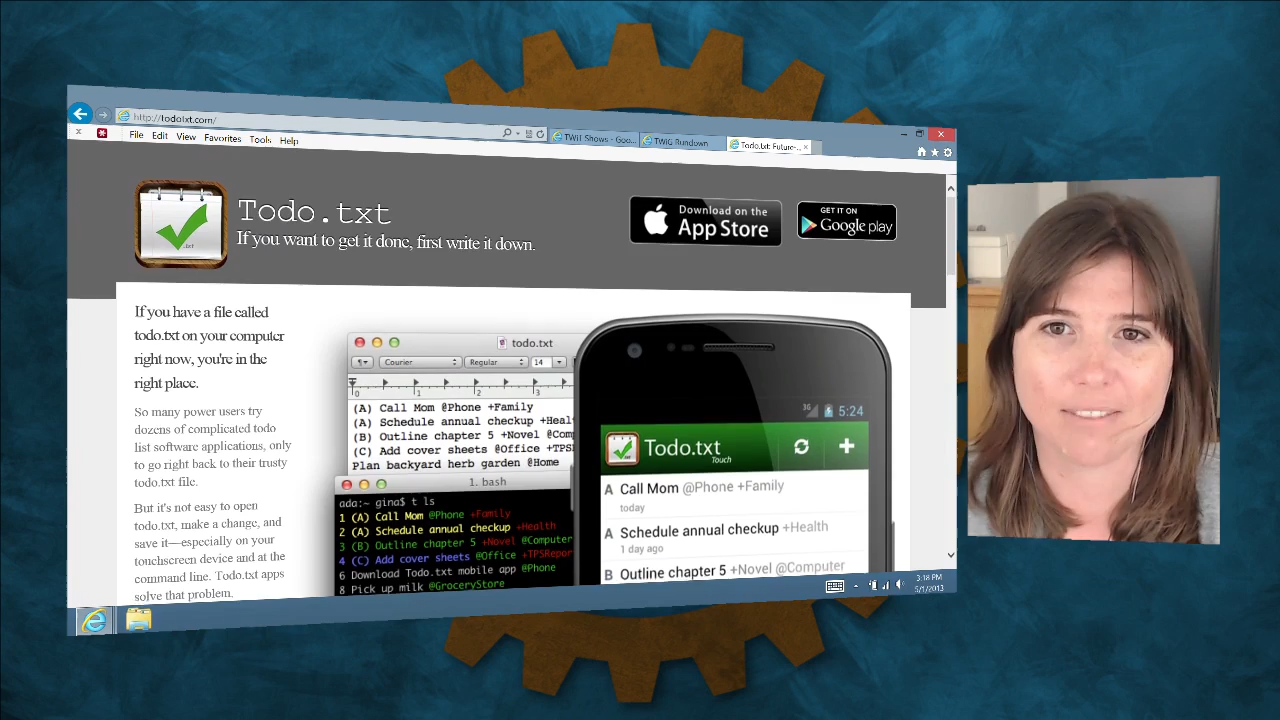 http://todotxt.com/
TWiT Shows - Goo...
TWiG Rundown
Todo.txt: Future-...
File Edit View Favorites Tools Help
Todo.txt
If you want to get it done, first write it down.
Download on the
App Store
GET IT ON
Google play
If you have a file called
todo.txt on your computer
right now, you're in the
right place.
So many power users try
dozens of complicated todo
list software applications, only
to go right back to their trusty
todo.txt file.
But it's not easy to open
todo.txt, make a change, and
save it—especially on your
touchscreen device and at the
command line. Todo.txt apps
solve that problem.
todo.txt
Courier
Regular
14
0 1 2 3
(A) Call Mom @Phone +Family
(A) Schedule annual checkup +Heal
(B) Outline chapter 5 +Novel @Comp
(C) Add cover sheets @Office +TPS
Plan backyard herb garden @Home
1. bash
ada:~ gina$ t ls
1 (A) Call Mom @Phone +Family
2 (A) Schedule annual checkup +Health
3 (B) Outline chapter 5 +Novel @Computer
4 (C) Add cover sheets @Office +TPSRepor
6 Download Todo.txt mobile app @Phone
8 Pick up milk @GroceryStore
3G
5:24
Todo.txt
Touch
A Call Mom @Phone +Family
today
A Schedule annual checkup +Health
1 day ago
B Outline chapter 5 +Novel @Computer
3:18 PM
5/1/2013